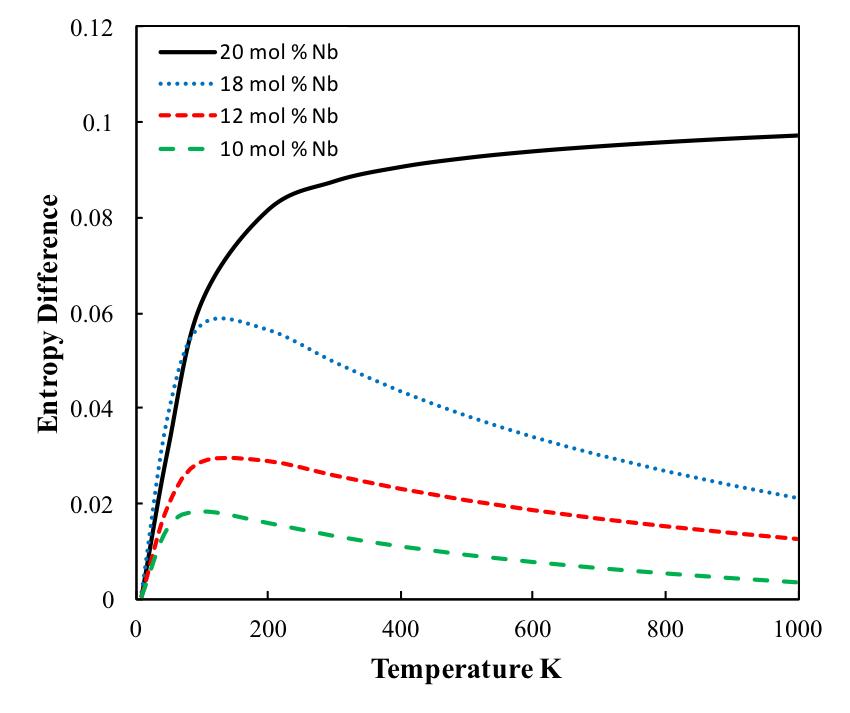 0.12
0.1
0.08
0.06
0.04
0.02
0
Entropy Difference
20 mol % Nb
18 mol % Nb
12 mol % Nb
10 mol % Nb
0 200 400 600 800 1000
Temperature K